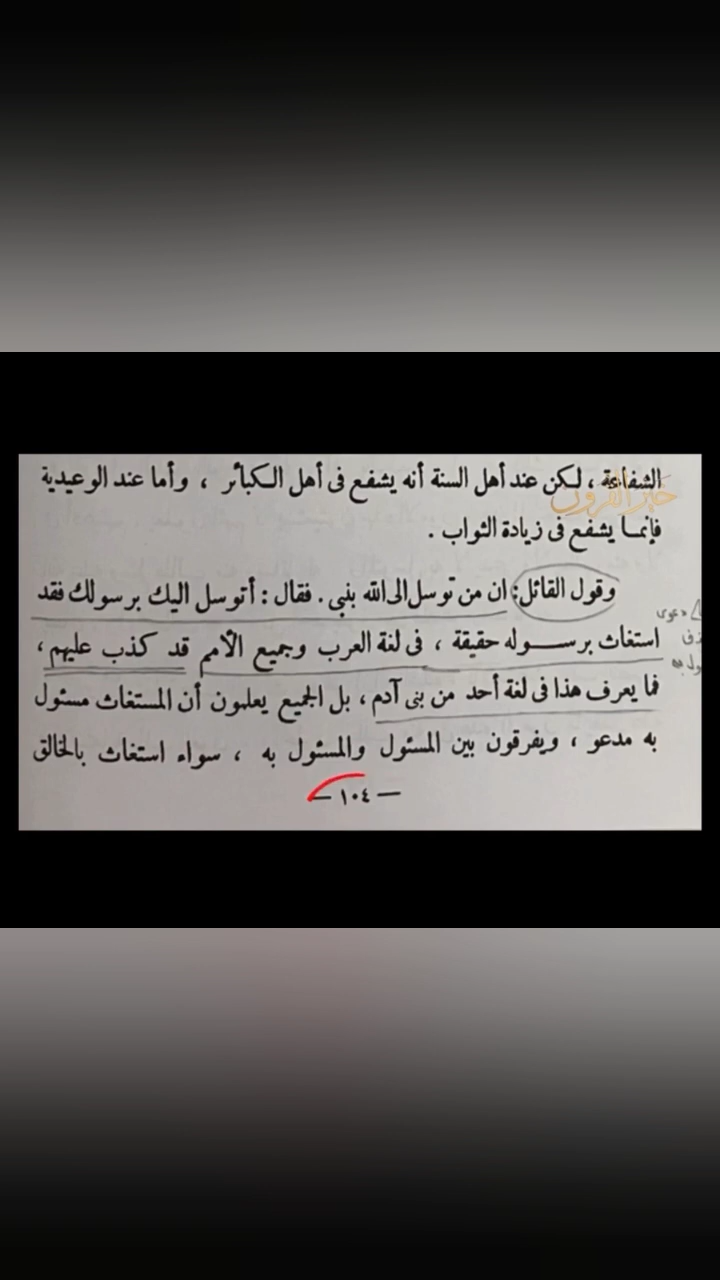 الشفاعة ، لكن عند أهل السنة أنه يشفع فى أهل الكبائر ، وأما عند الوعيدية
فإنما يشفع فى زيادة الثواب .
وقول القائل : ان من توسل الى الله بنبى . فقال : أتوسل اليك برسولك فقد
استغاث برسوله حقيقة ، فى لغة العرب وجميع الأمم قد كذب عليهم ،
فما يعرف هذا فى لغة أحد من بنى آدم ، بل الجميع يعلمون أن المستغاث مسئول
به مدعو ، ويفرقون بين المسئول والمسئول به ، سواء استغاث بالخالق
— ١٠٤ —
دعوى